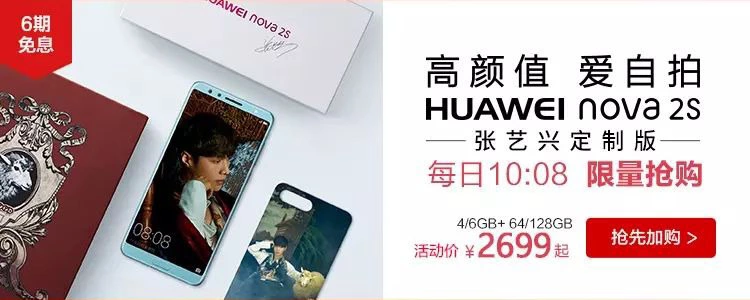 6期
免息
HUAWEI nova 2S
08:08
高颜值 爱自拍
HUAWEI nova 2S
张艺兴定制版
每日10:08 限量抢购
4/6GB+ 64/128GB
活动价 ¥2699起
抢先加购 >